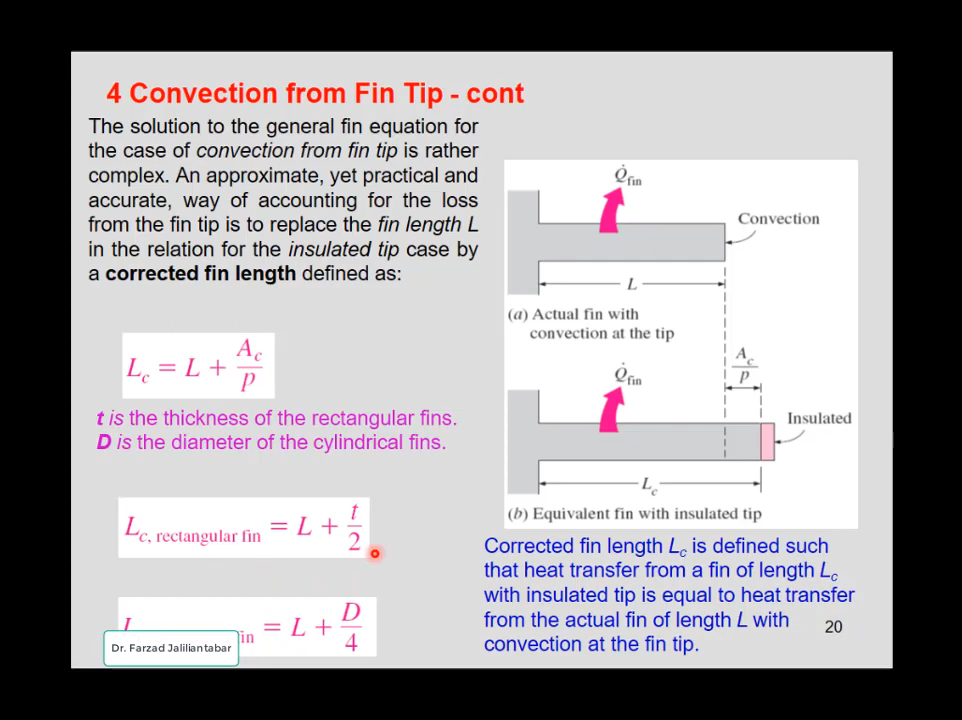 4 Convection from Fin Tip - cont
The solution to the general fin equation for
the case of convection from fin tip is rather
complex. An approximate, yet practical and
accurate, way of accounting for the loss
from the fin tip is to replace the fin length L
in the relation for the insulated tip case by
a corrected fin length defined as:
L_c = L + A_c/p
t is the thickness of the rectangular fins.
D is the diameter of the cylindrical fins.
L_c, rectangular fin = L + t/2
L in = L + D/4
Dr. Farzad Jaliliantabar
Q̇_fin
Convection
L
(a) Actual fin with
convection at the tip
A_c/p
Q̇_fin
Insulated
L_c
(b) Equivalent fin with insulated tip
Corrected fin length L_c is defined such
that heat transfer from a fin of length L_c
with insulated tip is equal to heat transfer
from the actual fin of length L with
convection at the fin tip.
20